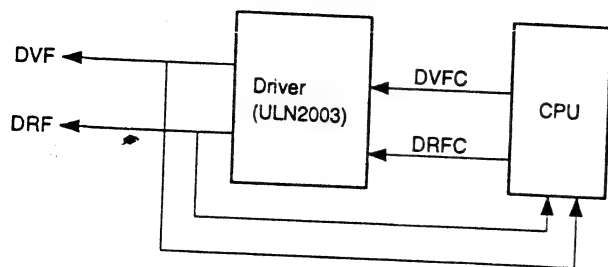 DVF
DRF
Driver
(ULN2003)
DVFC
DRFC
CPU